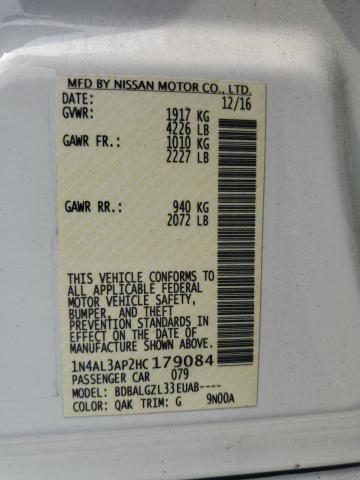 MFD BY NISSAN MOTOR CO., LTD.
DATE: 12/16
GVWR: 1917 KG
4226 LB
GAWR FR.: 1010 KG
2227 LB
GAWR RR.: 940 KG
2072 LB
THIS VEHICLE CONFORMS TO
ALL APPLICABLE FEDERAL
MOTOR VEHICLE SAFETY,
BUMPER, AND THEFT
PREVENTION STANDARDS IN
EFFECT ON THE DATE OF
MANUFACTURE SHOWN ABOVE.
1N4AL3AP2HC179084
PASSENGER CAR 079
MODEL: BDBALGZL33EUAB----
COLOR: QAK TRIM: G 9N00A